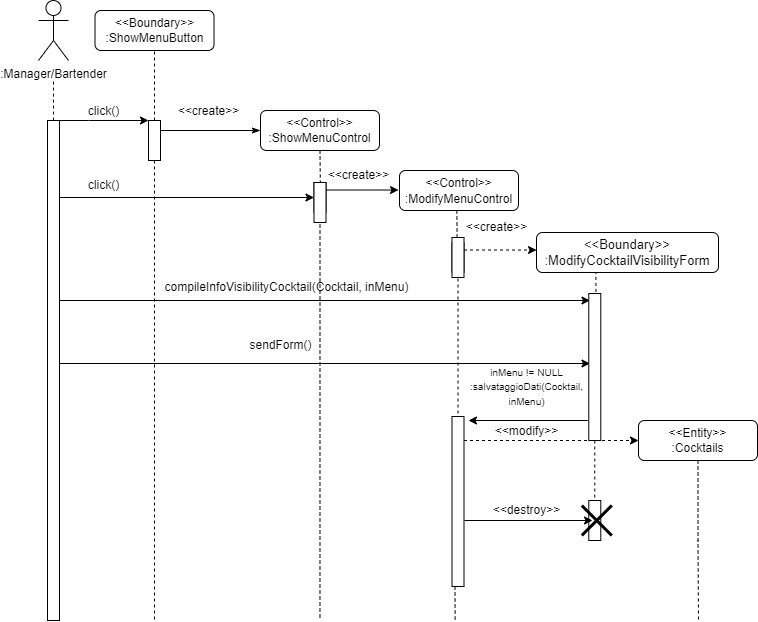 <<Boundary>>
:ShowMenuButton
:Manager/Bartender
click()
<<create>>
<<Control>>
:ShowMenuControl
click()
<<create>>
<<Control>>
:ModifyMenuControl
<<create>>
<<Boundary>>
:ModifyCocktailVisibilityForm
compileInfoVisibilityCocktail(Cocktail, inMenu)
sendForm()
inMenu != NULL
:salvataggioDati(Cocktail,
inMenu)
<<modify>>
<<Entity>>
:Cocktails
<<destroy>>